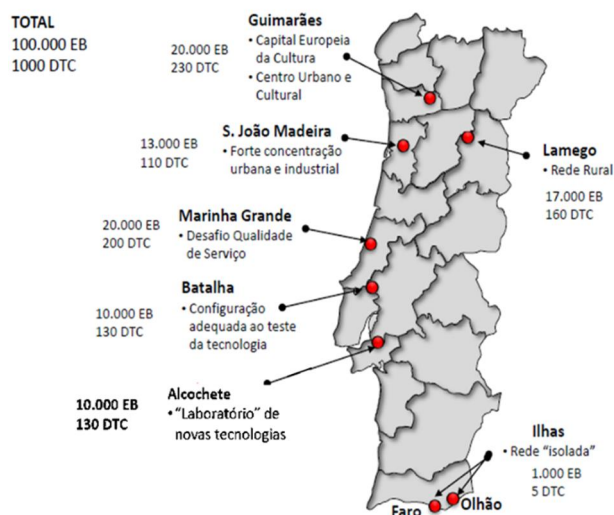 TOTAL
100.000 EB
1000 DTC
Guimarães
20.000 EB
230 DTC
• Capital Europeia
da Cultura
• Centro Urbano e
Cultural
S. João Madeira
13.000 EB
110 DTC
• Forte concentração
urbana e industrial
Lamego
• Rede Rural
17.000 EB
160 DTC
Marinha Grande
20.000 EB
200 DTC
• Desafio Qualidade
de Serviço
Batalha
10.000 EB
130 DTC
• Configuração
adequada ao teste
da tecnologia
Alcochete
10.000 EB
130 DTC
• “Laboratório” de
novas tecnologias
Ilhas
• Rede “isolada”
1.000 EB
5 DTC
Faro
Olhão